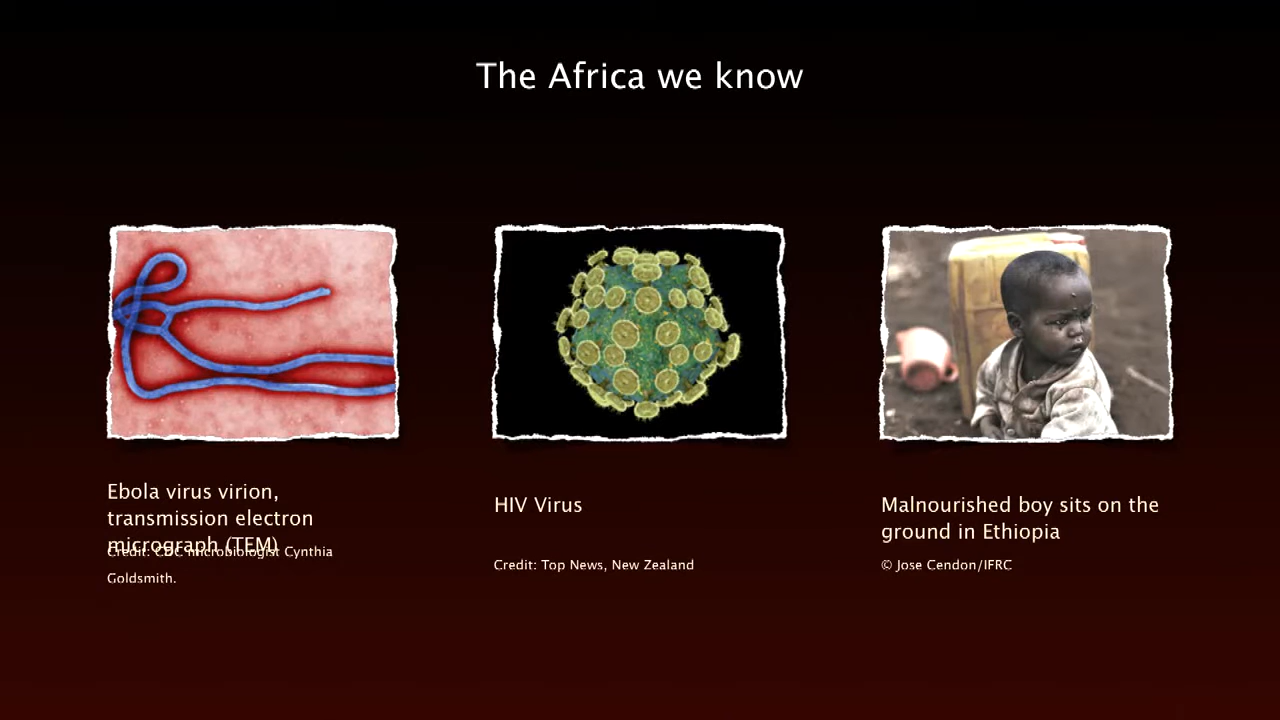 The Africa we know
Ebola virus virion,
transmission electron
micrograph (TEM)
Credit: CDC microbiologist Cynthia
Goldsmith.
HIV Virus
Credit: Top News, New Zealand
Malnourished boy sits on the
ground in Ethiopia
© Jose Cendon/IFRC